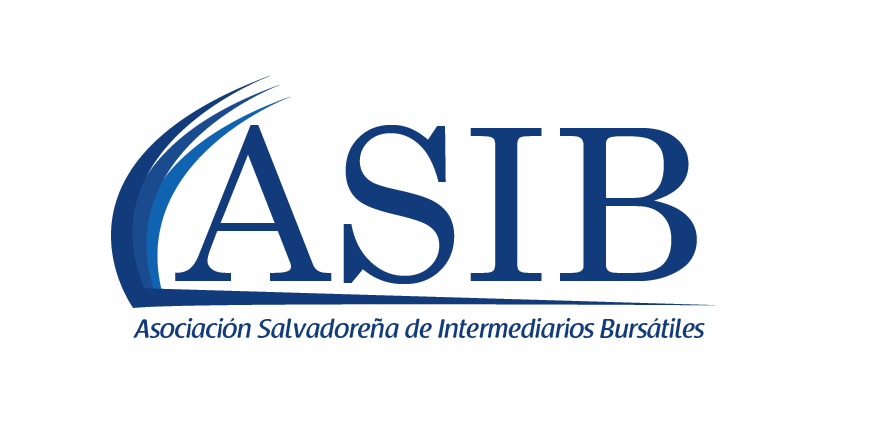 ASIB
Asociación Salvadoreña de Intermediarios Bursátiles